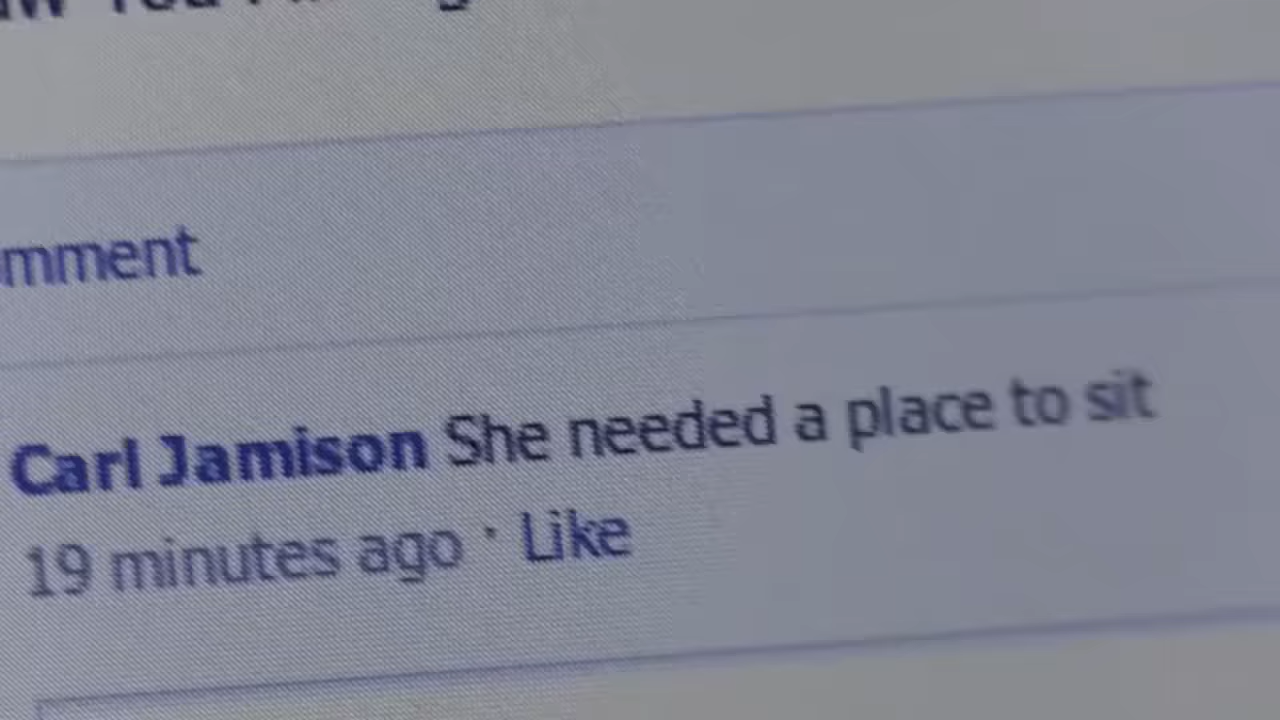 mment
Carl Jamison She needed a place to sit
19 minutes ago · Like